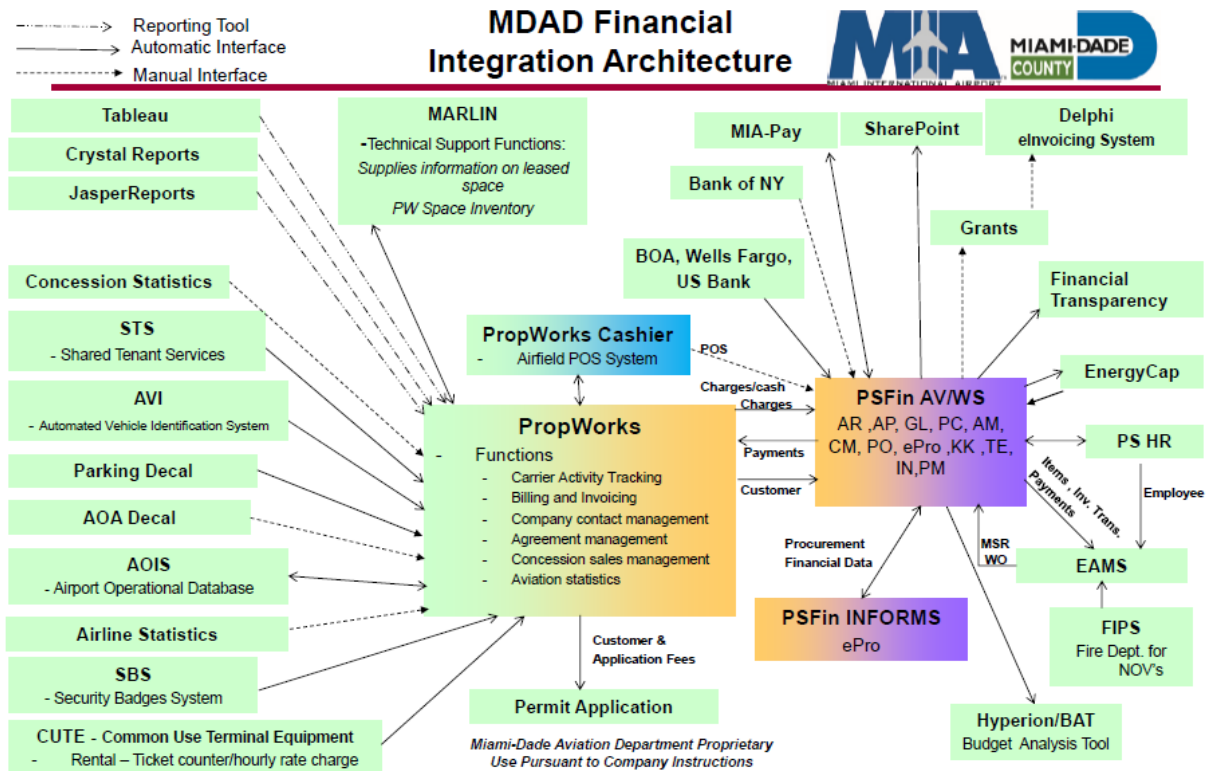 Reporting Tool
Automatic Interface
Manual Interface
MDAD Financial
Integration Architecture
MIA
MIAMI INTERNATIONAL AIRPORT
MIAMI-DADE
COUNTY
Tableau
Crystal Reports
JasperReports
MARLIN
-Technical Support Functions:
Supplies information on leased
space
PW Space Inventory
MIA-Pay
SharePoint
Delphi
eInvoicing System
Bank of NY
Grants
BOA, Wells Fargo,
US Bank
Financial
Transparency
Concession Statistics
STS
- Shared Tenant Services
AVI
- Automated Vehicle Identification System
Parking Decal
AOA Decal
AOIS
- Airport Operational Database
Airline Statistics
SBS
- Security Badges System
CUTE - Common Use Terminal Equipment
- Rental – Ticket counter/hourly rate charge
PropWorks Cashier
- Airfield POS System
POS
Charges/cash
Charges
Payments
Customer
PropWorks
- Functions
- Carrier Activity Tracking
- Billing and Invoicing
- Company contact management
- Agreement management
- Concession sales management
- Aviation statistics
PSFin AV/WS
AR ,AP, GL, PC, AM,
CM, PO, ePro ,KK ,TE,
IN,PM
EnergyCap
PS HR
Items , Inv. Trans.
Payments
Employee
MSR
WO
EAMS
Procurement
Financial Data
PSFin INFORMS
ePro
FIPS
Fire Dept. for
NOV's
Customer &
Application Fees
Permit Application
Hyperion/BAT
Budget Analysis Tool
Miami-Dade Aviation Department Proprietary
Use Pursuant to Company Instructions